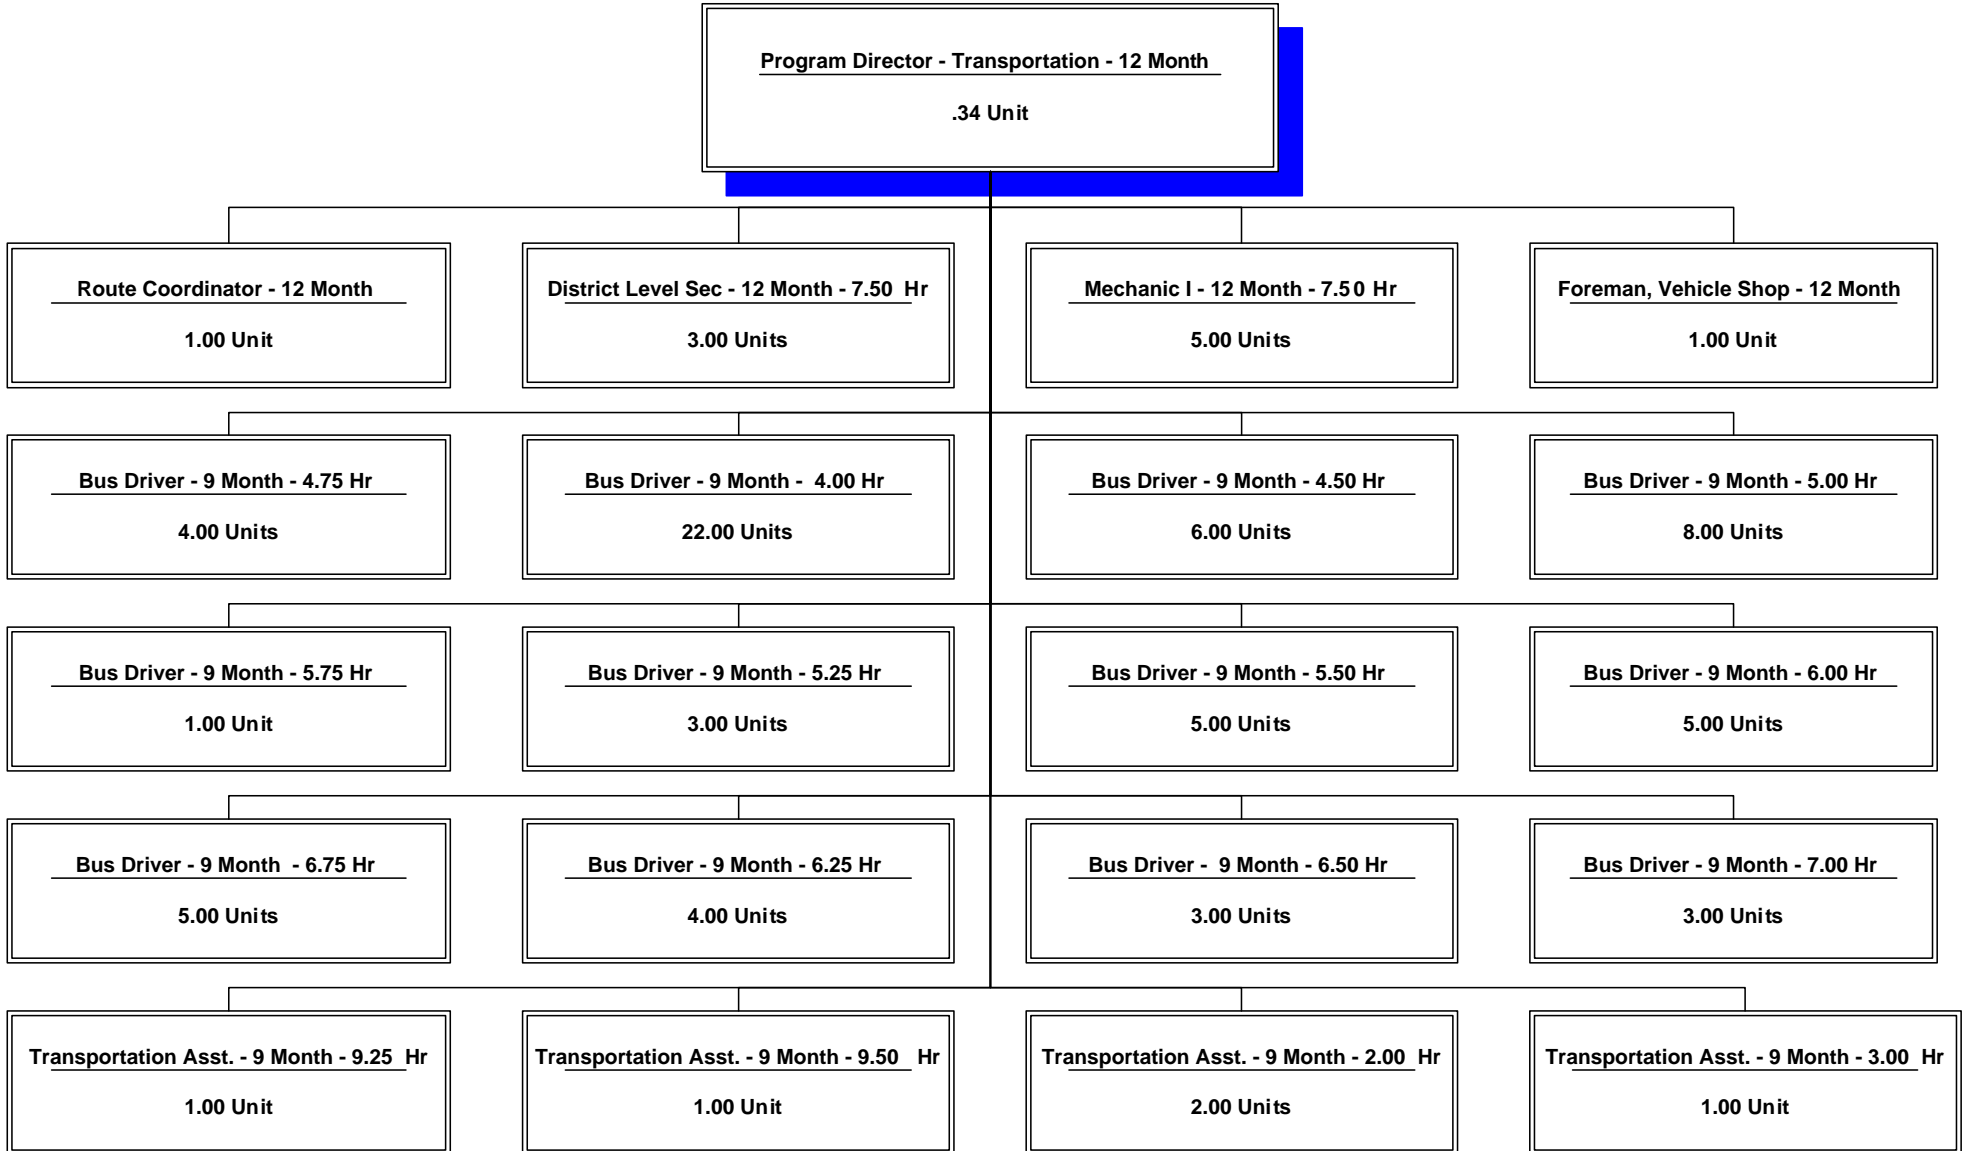 Program Director - Transportation - 12 Month
.34 Unit
Route Coordinator - 12 Month
1.00 Unit
District Level Sec - 12 Month - 7.50 Hr
3.00 Units
Mechanic I - 12 Month - 7.50 Hr
5.00 Units
Foreman, Vehicle Shop - 12 Month
1.00 Unit
Bus Driver - 9 Month - 4.75 Hr
4.00 Units
Bus Driver - 9 Month - 4.00 Hr
22.00 Units
Bus Driver - 9 Month - 4.50 Hr
6.00 Units
Bus Driver - 9 Month - 5.00 Hr
8.00 Units
Bus Driver - 9 Month - 5.75 Hr
1.00 Unit
Bus Driver - 9 Month - 5.25 Hr
3.00 Units
Bus Driver - 9 Month - 5.50 Hr
5.00 Units
Bus Driver - 9 Month - 6.00 Hr
5.00 Units
Bus Driver - 9 Month - 6.75 Hr
5.00 Units
Bus Driver - 9 Month - 6.25 Hr
4.00 Units
Bus Driver - 9 Month - 6.50 Hr
3.00 Units
Bus Driver - 9 Month - 7.00 Hr
3.00 Units
Transportation Asst. - 9 Month - 9.25 Hr
1.00 Unit
Transportation Asst. - 9 Month - 9.50 Hr
1.00 Unit
Transportation Asst. - 9 Month - 2.00 Hr
2.00 Units
Transportation Asst. - 9 Month - 3.00 Hr
1.00 Unit